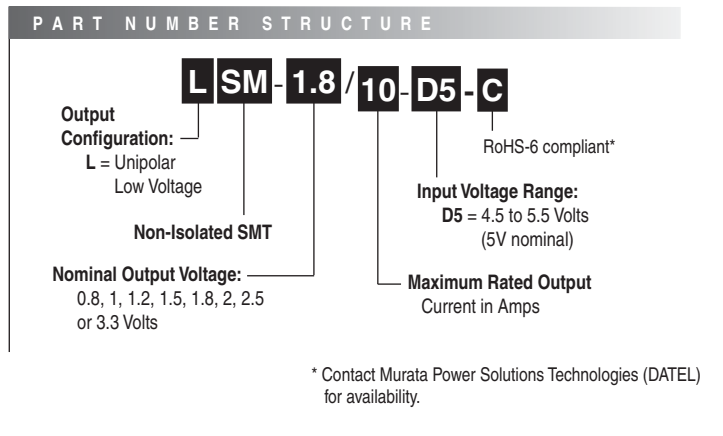 PART NUMBER STRUCTURE
L SM - 1.8 / 10 - D5 - C
Output
Configuration:
L = Unipolar
Low Voltage
Non-Isolated SMT
Nominal Output Voltage:
0.8, 1, 1.2, 1.5, 1.8, 2, 2.5
or 3.3 Volts
RoHS-6 compliant*
Input Voltage Range:
D5 = 4.5 to 5.5 Volts
(5V nominal)
Maximum Rated Output
Current in Amps
* Contact Murata Power Solutions Technologies (DATEL)
for availability.